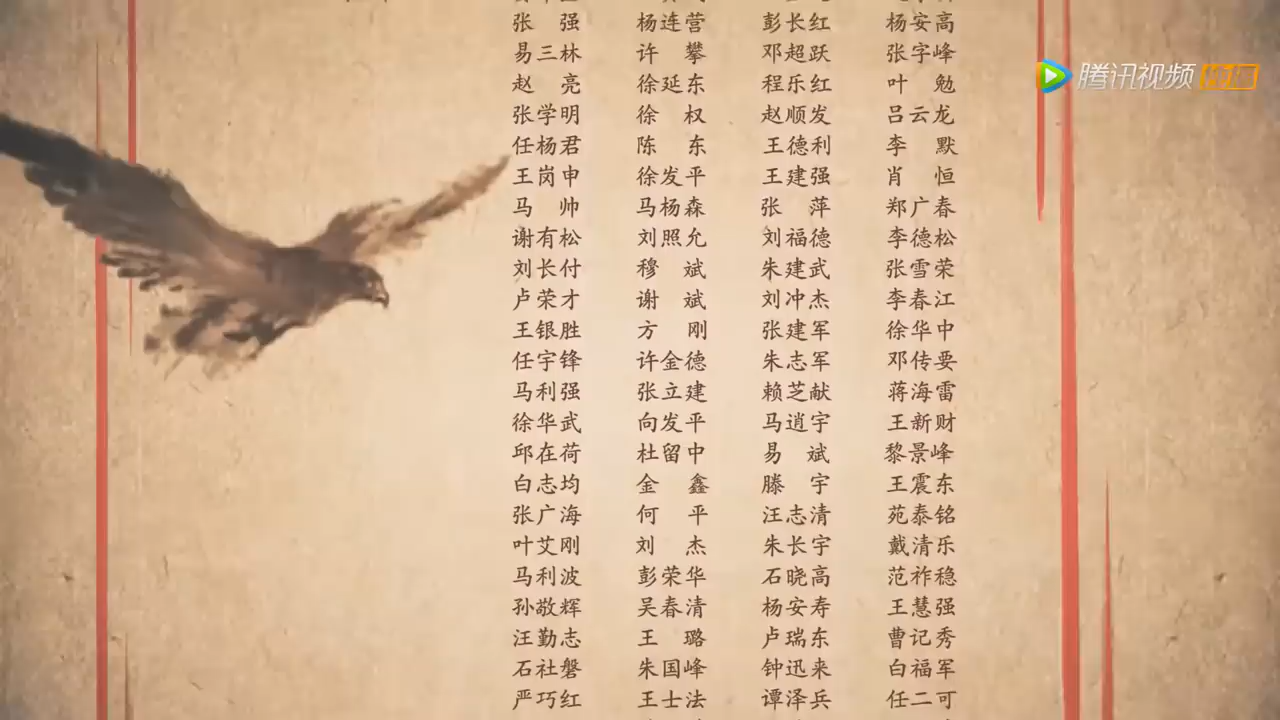 张强 杨连营 彭长红 杨安高
易三林 许攀 邓超跃 张字峰
赵亮 徐延东 程乐红 叶勉
张学明 徐权 赵顺发 吕云龙
任杨君 陈东 王德利 李默
王岗申 徐发平 王建强 肖恒
马帅 马杨森 张萍 郑广春
谢有松 刘照允 刘福德 李德松
刘长付 穆斌 朱建武 张雪荣
卢荣才 谢斌 刘冲杰 李春江
王银胜 方刚 张建军 徐华中
任宇锋 许金德 朱志军 邓传要
马利强 张立建 赖芝献 蒋海雷
徐华武 向发平 马逍宇 王新财
邱在荷 杜留中 易斌 黎景峰
白志均 金鑫 滕宇 王震东
张广海 何平 汪志清 苑泰铭
叶艾刚 刘杰 朱长宇 戴清乐
马利波 彭荣华 石晓高 范祚稳
孙敬辉 吴春清 杨安寿 王慧强
汪勤志 王璐 卢瑞东 曹记秀
石社磐 朱国峰 钟迅来 白福军
严巧红 王士法 谭泽兵 任二可
腾讯视频